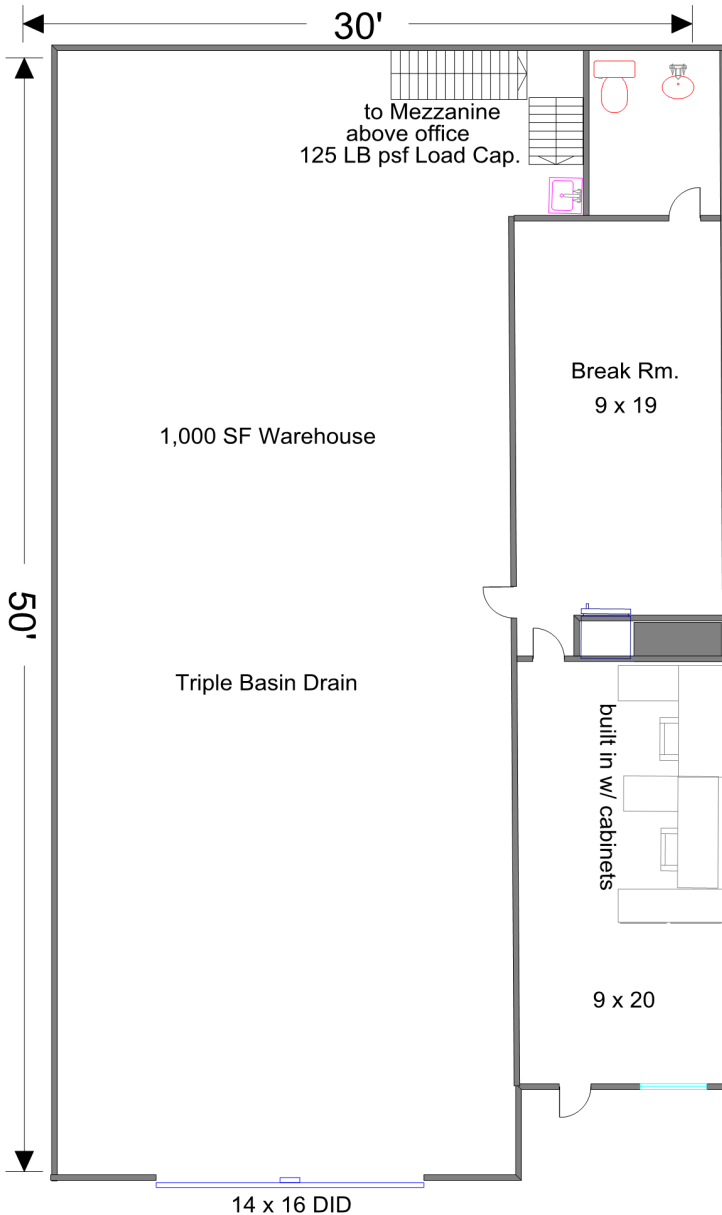 30'
to Mezzanine
above office
125 LB psf Load Cap.
Break Rm.
9 x 19
1,000 SF Warehouse
50'
Triple Basin Drain
built in w/ cabinets
9 x 20
14 x 16 DID